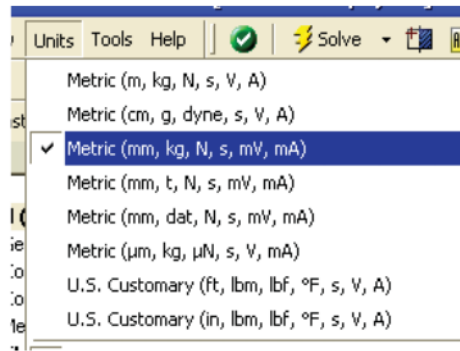 Units Tools Help Solve
Metric (m, kg, N, s, V, A)
Metric (cm, g, dyne, s, V, A)
Metric (mm, kg, N, s, mV, mA)
Metric (mm, t, N, s, mV, mA)
Metric (mm, dat, N, s, mV, mA)
Metric (µm, kg, µN, s, V, mA)
U.S. Customary (ft, lbm, lbf, °F, s, V, A)
U.S. Customary (in, lbm, lbf, °F, s, V, A)